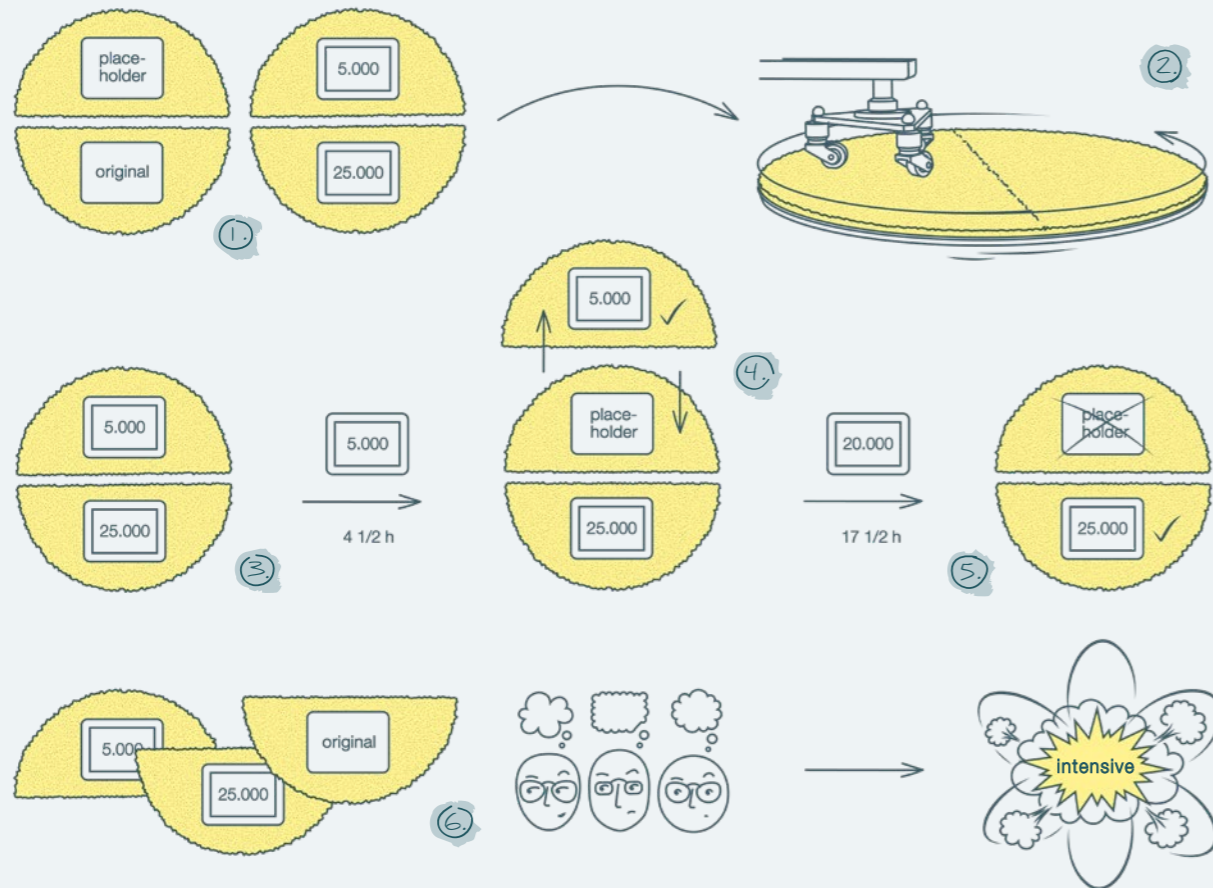 place-
holder
5.000
original
25.000
1.
2.
5.000
25.000
3.
5.000
4 1/2 h
5.000
4.
place-
holder
25.000
20.000
17 1/2 h
place-
holder
25.000
5.
5.000
25.000
original
6.
intensive